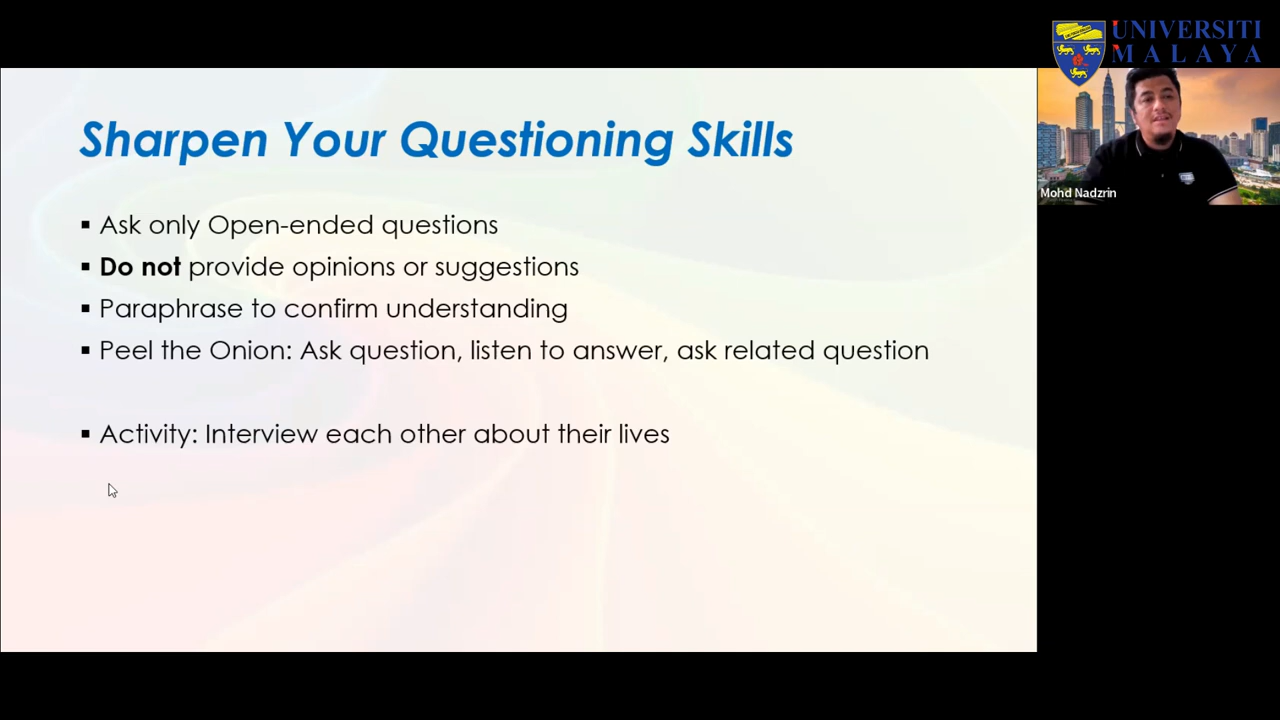 UNIVERSITI
MALAYA
Sharpen Your Questioning Skills
▪ Ask only Open-ended questions
▪ Do not provide opinions or suggestions
▪ Paraphrase to confirm understanding
▪ Peel the Onion: Ask question, listen to answer, ask related question
▪ Activity: Interview each other about their lives
Mohd Nadzrin